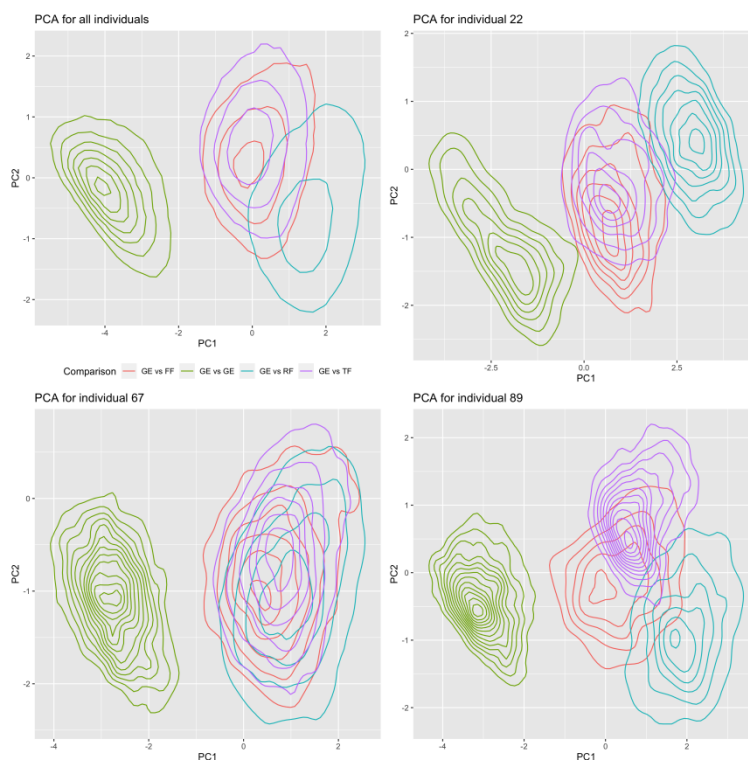 PCA for all individuals
PCA for individual 22
2
1
0
-1
-2
PC2
-4
-2
0
2
PC1
1
0
-1
-2
PC2
-2.5
0.0
2.5
PC1
Comparison GE vs FF GE vs GE GE vs RF GE vs TF
PCA for individual 67
PCA for individual 89
0
-1
-2
PC2
-4
-2
0
2
PC1
2
1
0
-1
-2
PC2
-4
-2
0
2
PC1